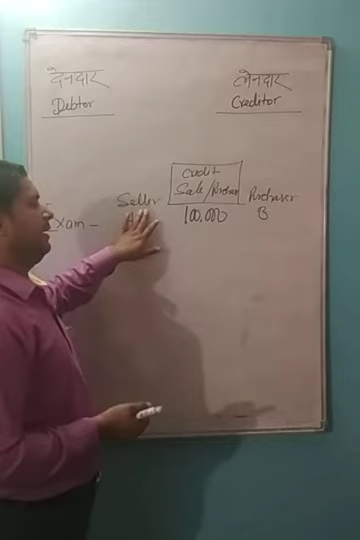 देनदार लेनदार
Debtor Creditor
Credit
Seller Sale/Purchase Purchaser
Exam - A 100,000 B